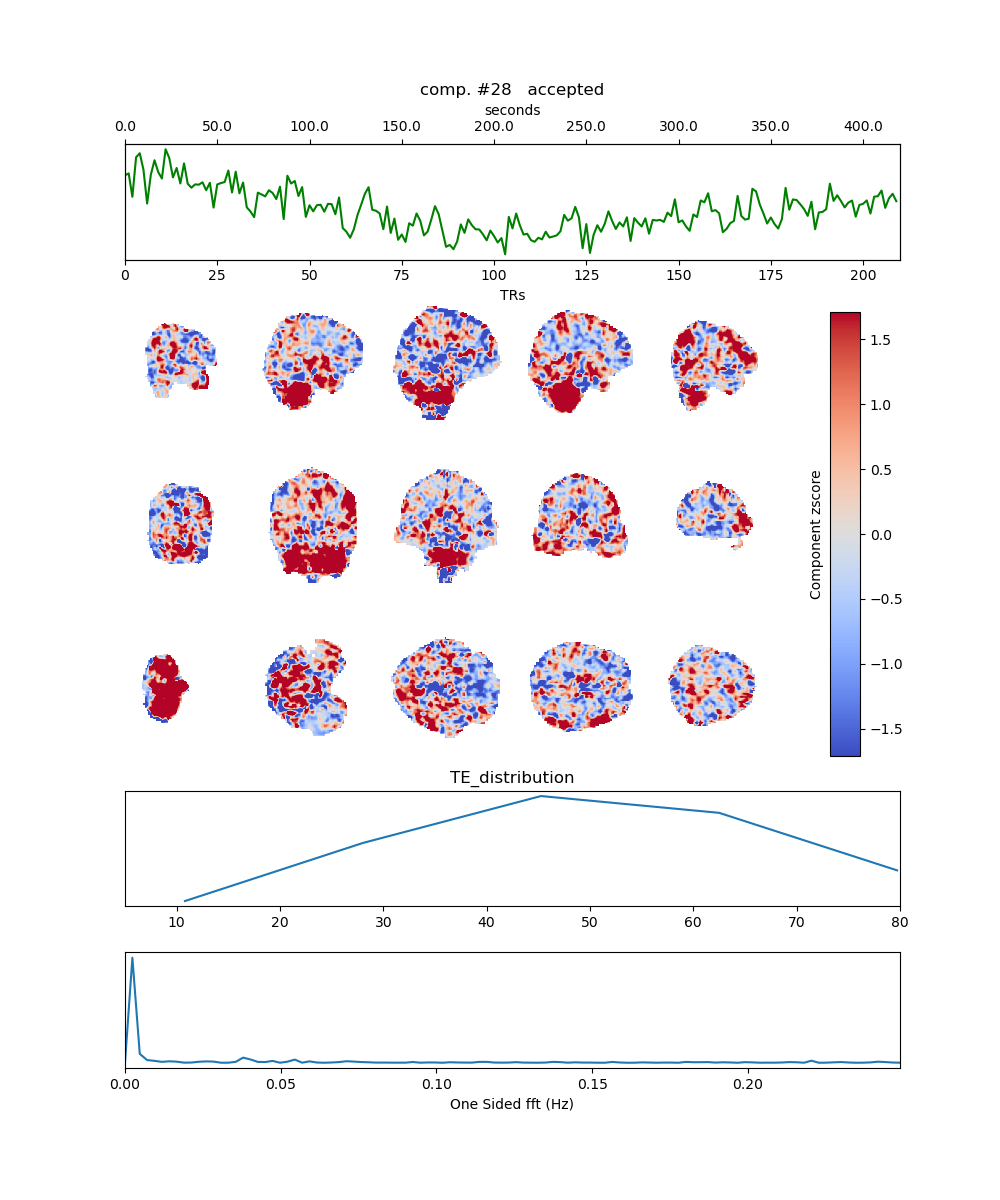 comp. #28   accepted
seconds
0.0 50.0 100.0 150.0 200.0 250.0 300.0 350.0 400.0
0 25 50 75 100 125 150 175 200
TRs
1.5
1.0
0.5
0.0
−0.5
−1.0
−1.5
Component zscore
TE_distribution
10 20 30 40 50 60 70 80
0.00 0.05 0.10 0.15 0.20
One Sided fft (Hz)